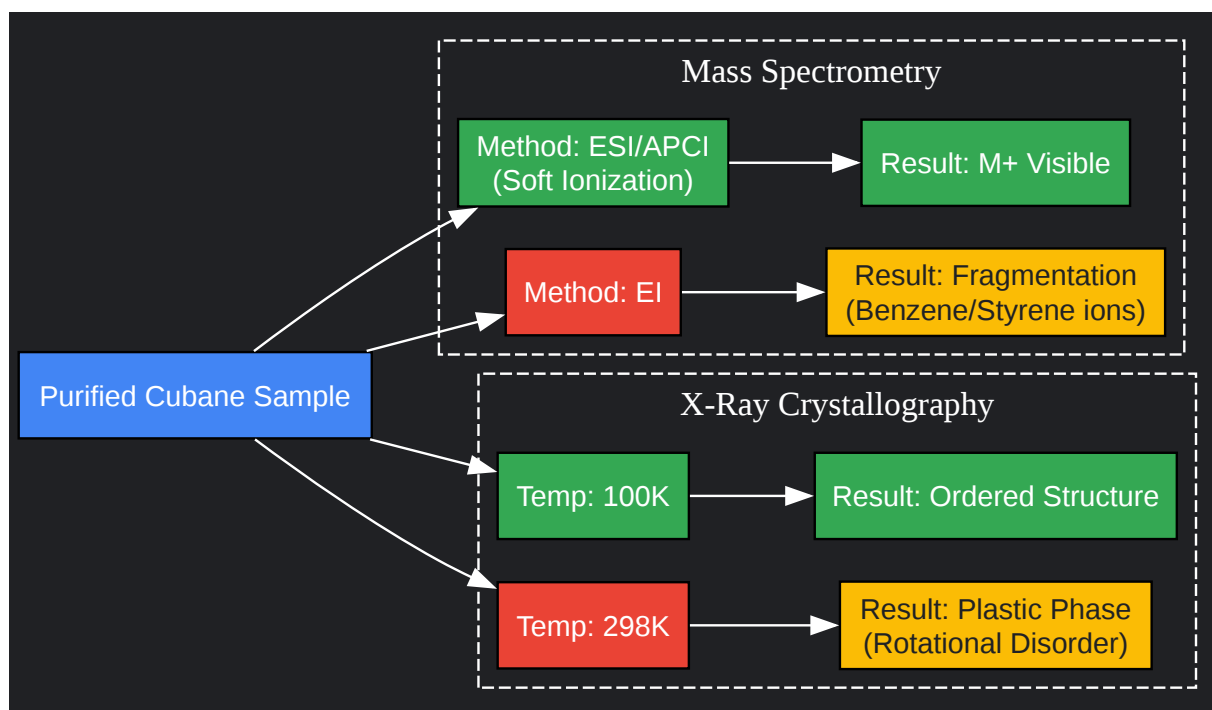 Mass Spectrometry
Method: ESI/APCI
(Soft Ionization)
Result: M+ Visible
Method: EI
Result: Fragmentation
(Benzene/Styrene ions)
Purified Cubane Sample
X-Ray Crystallography
Temp: 100K
Result: Ordered Structure
Temp: 298K
Result: Plastic Phase
(Rotational Disorder)